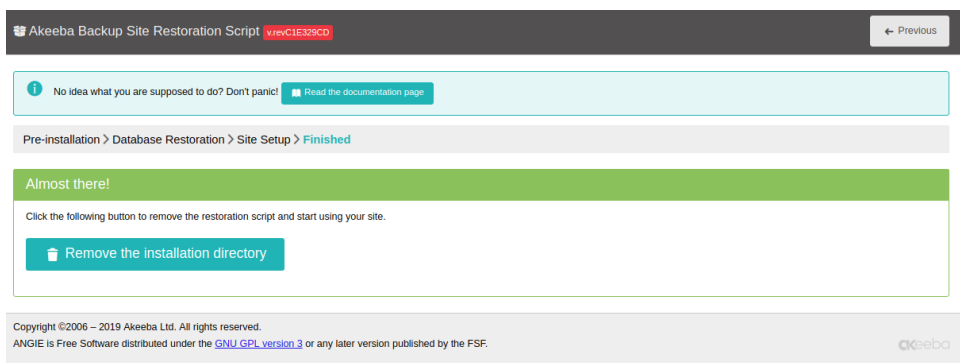 Akeeba Backup Site Restoration Script v.revC1E329CD
Previous
No idea what you are supposed to do? Don't panic! Read the documentation page
Pre-installation > Database Restoration > Site Setup > Finished
Almost there!
Click the following button to remove the restoration script and start using your site.
Remove the installation directory
Copyright ©2006 – 2019 Akeeba Ltd. All rights reserved.
ANGIE is Free Software distributed under the GNU GPL version 3 or any later version published by the FSF.
akeeba